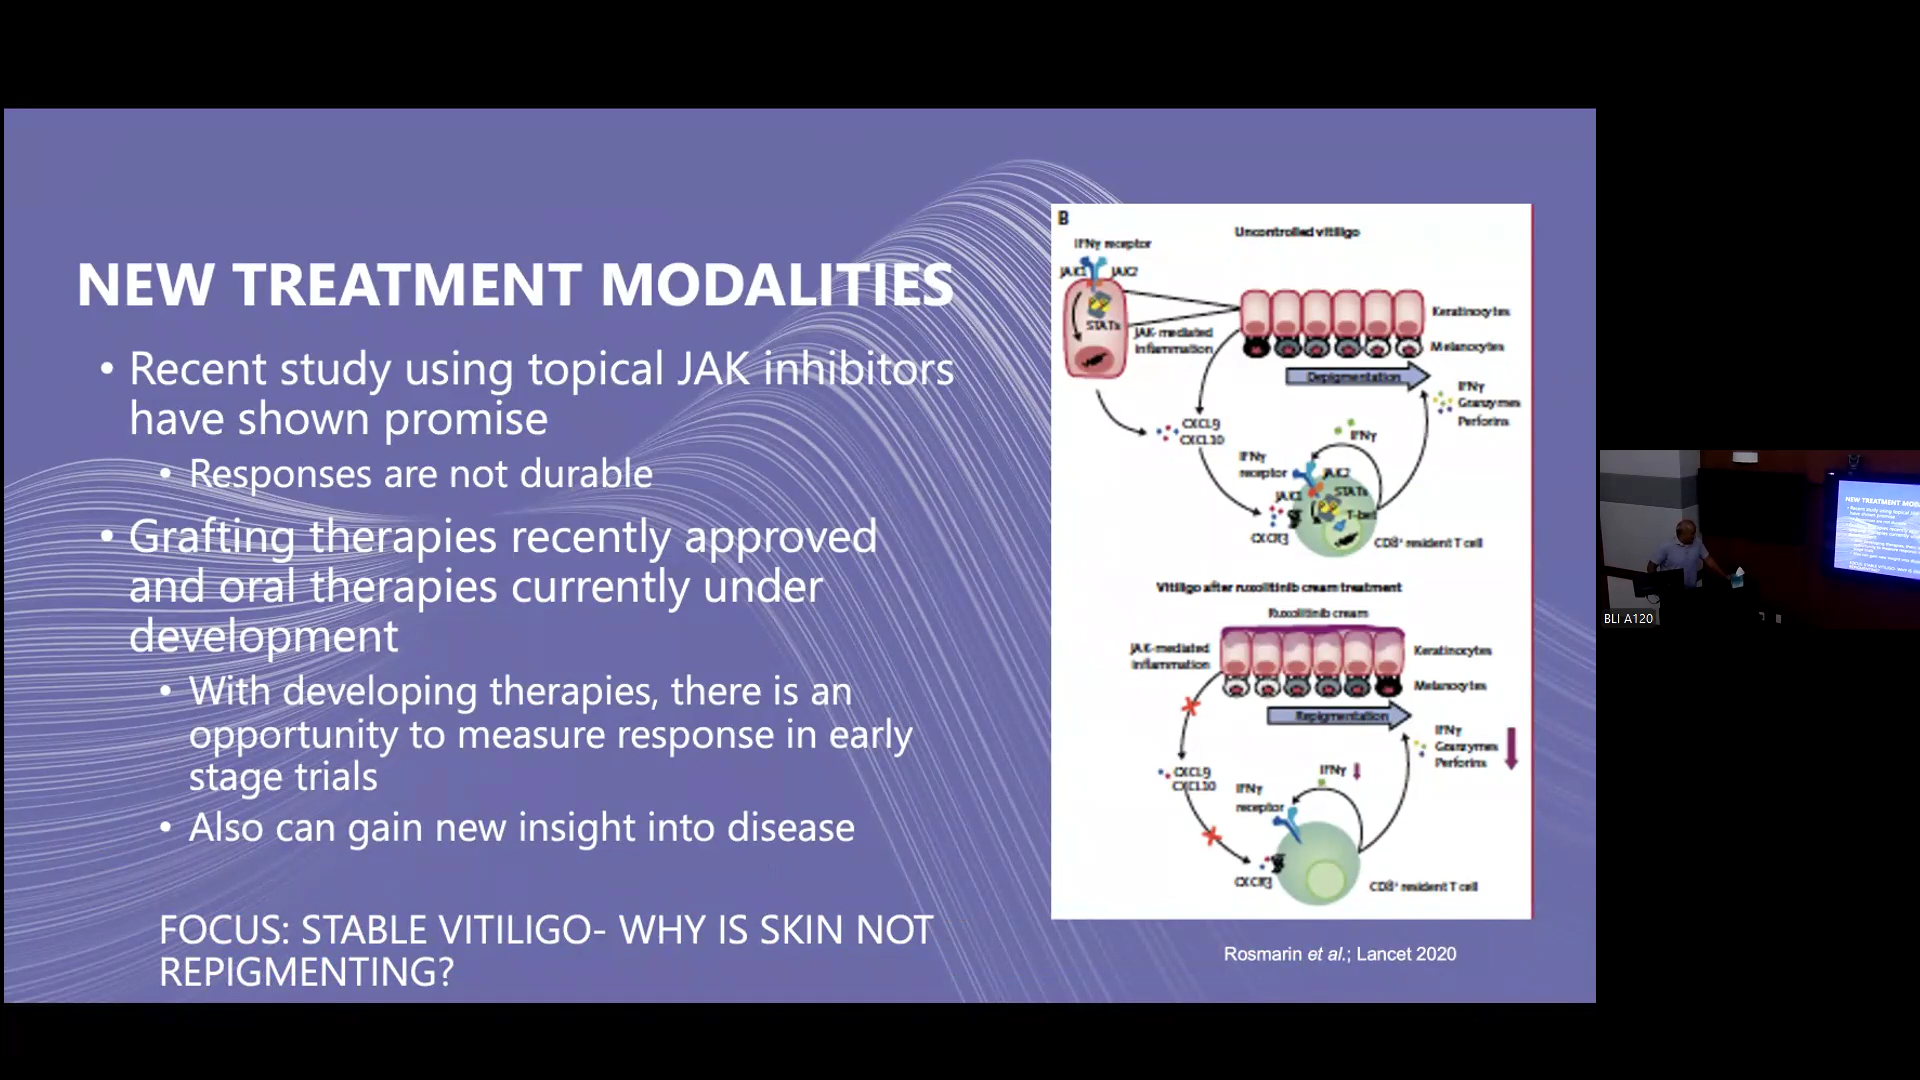 NEW TREATMENT MODALITIES
• Recent study using topical JAK inhibitors
have shown promise
• Responses are not durable
• Grafting therapies recently approved
and oral therapies currently under
development
• With developing therapies, there is an
opportunity to measure response in early
stage trials
• Also can gain new insight into disease
FOCUS: STABLE VITILIGO- WHY IS SKIN NOT
REPIGMENTING?
B
Uncontrolled vitiligo
IFNγ receptor
JAK1
JAK2
STATs
JAK-mediated
inflammation
Keratinocytes
Melanocytes
Depigmentation
IFNγ
Granzymes
Perforins
CXCL9
CXCL10
IFNγ
IFNγ
receptor
JAK2
JAK1
STATs
T-bet
CXCR3
CD8⁺ resident T cell
Vitiligo after ruxolitinib cream treatment
Ruxolitinib cream
JAK-mediated
inflammation
Keratinocytes
Melanocytes
Repigmentation
IFNγ
Granzymes
Perforins
CXCL9
CXCL10
IFNγ
IFNγ
receptor
CXCR3
CD8⁺ resident T cell
Rosmarin et al.; Lancet 2020
NEW TREATMENT MODA
BLI A120